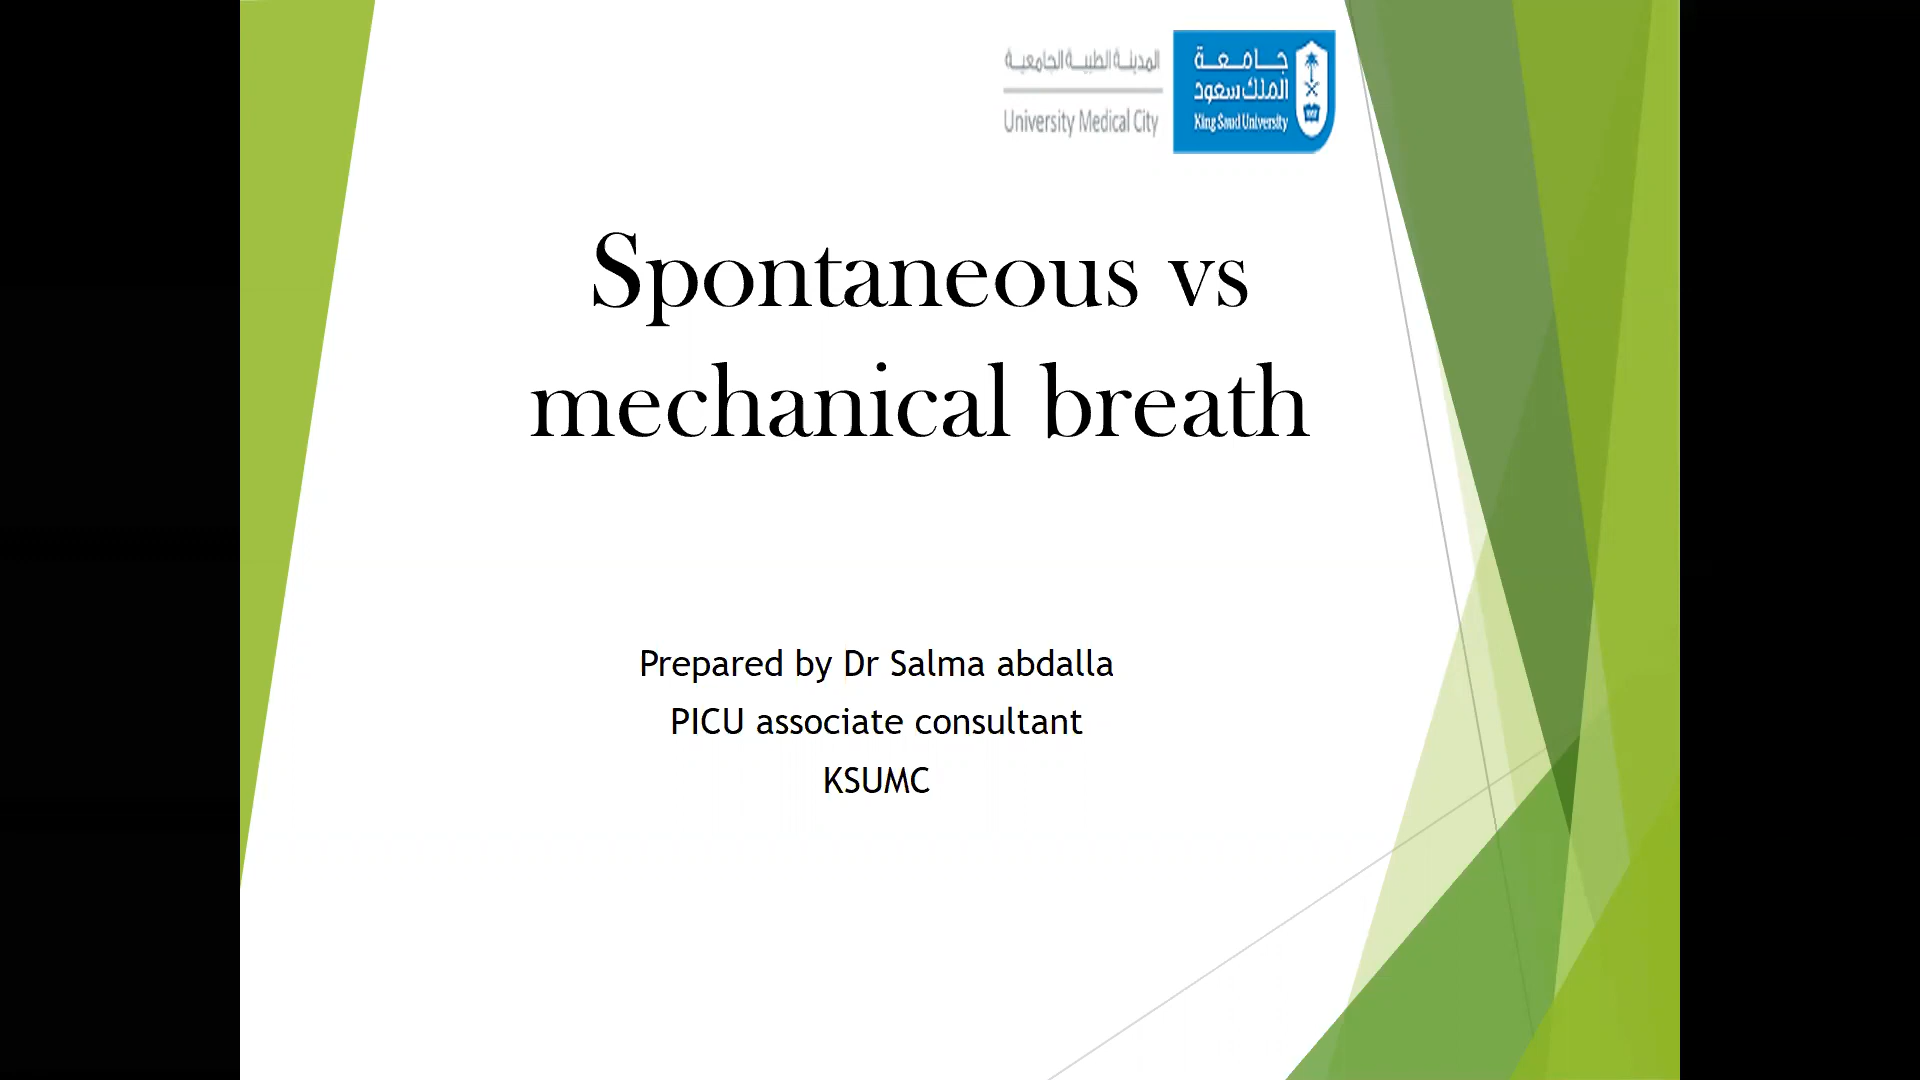 المدينة الطبية الجامعية
University Medical City
جامعة
الملك سعود
King Saud University
Spontaneous vs
mechanical breath
Prepared by Dr Salma abdalla
PICU associate consultant
KSUMC